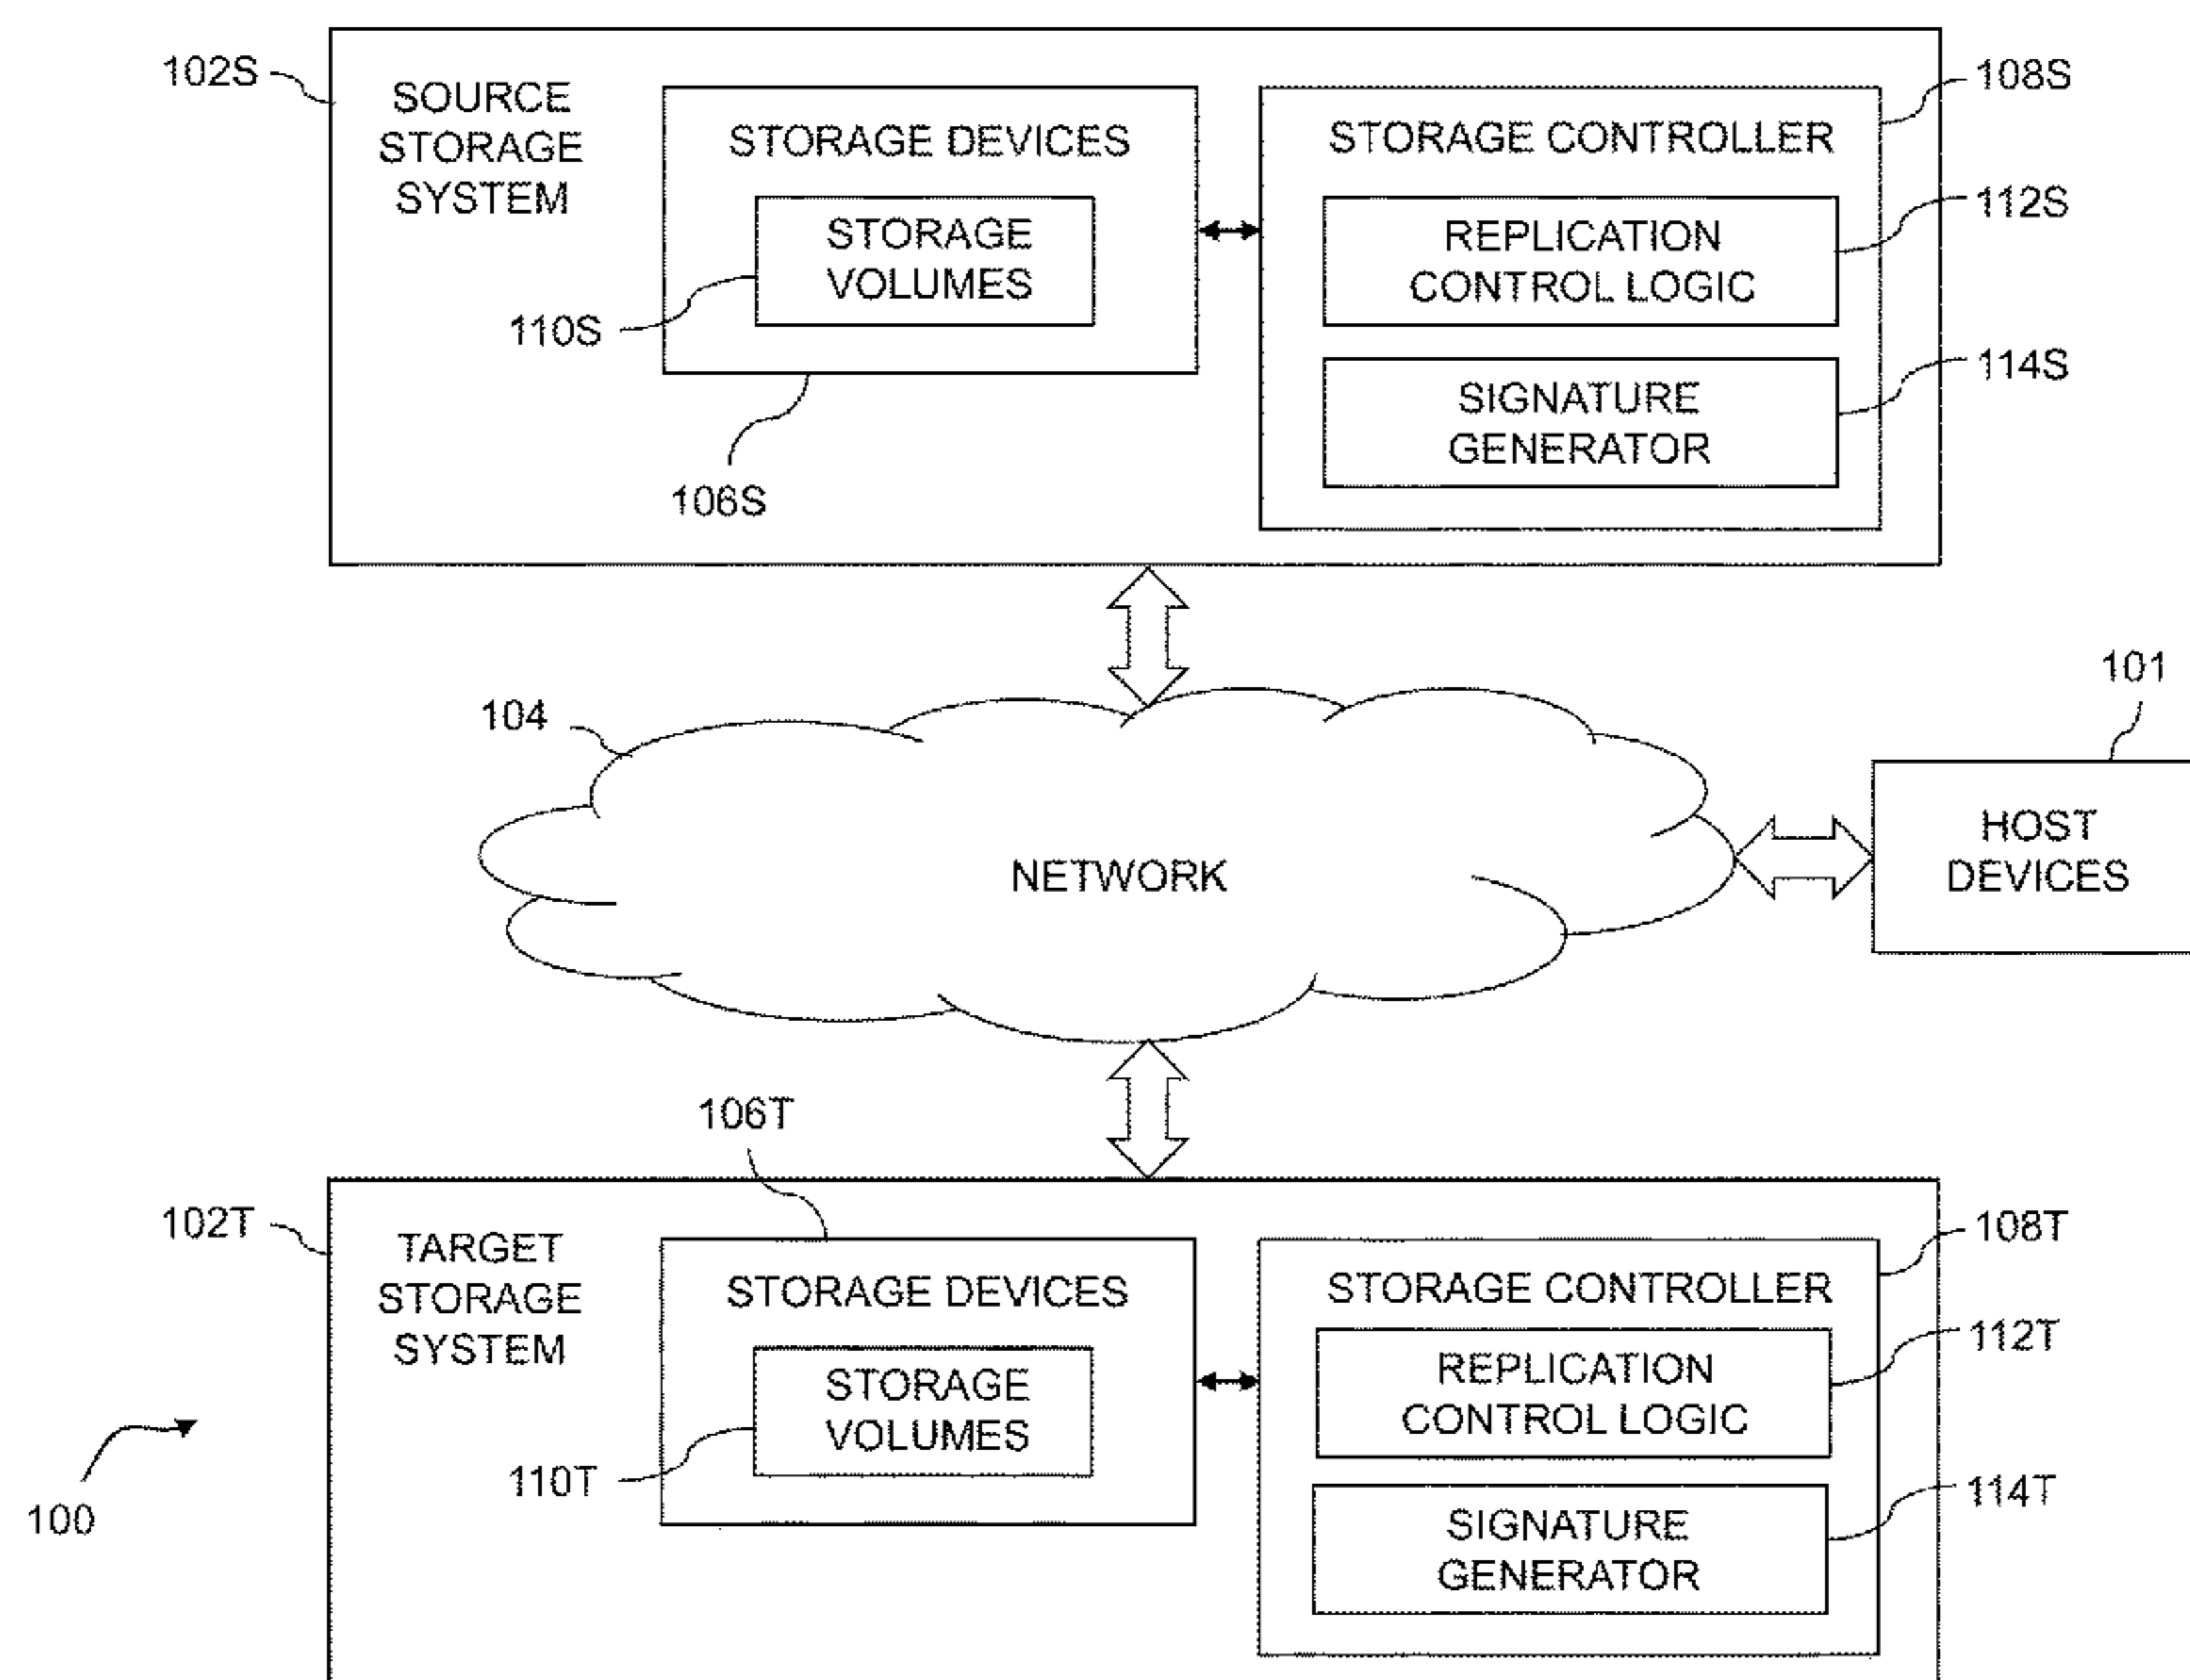 102S
SOURCE
STORAGE
SYSTEM
STORAGE DEVICES
STORAGE
VOLUMES
110S
106S
STORAGE CONTROLLER
108S
REPLICATION
CONTROL LOGIC
112S
SIGNATURE
GENERATOR
114S
104
NETWORK
101
HOST
DEVICES
106T
102T
TARGET
STORAGE
SYSTEM
STORAGE DEVICES
STORAGE
VOLUMES
110T
STORAGE CONTROLLER
108T
REPLICATION
CONTROL LOGIC
112T
SIGNATURE
GENERATOR
114T
100